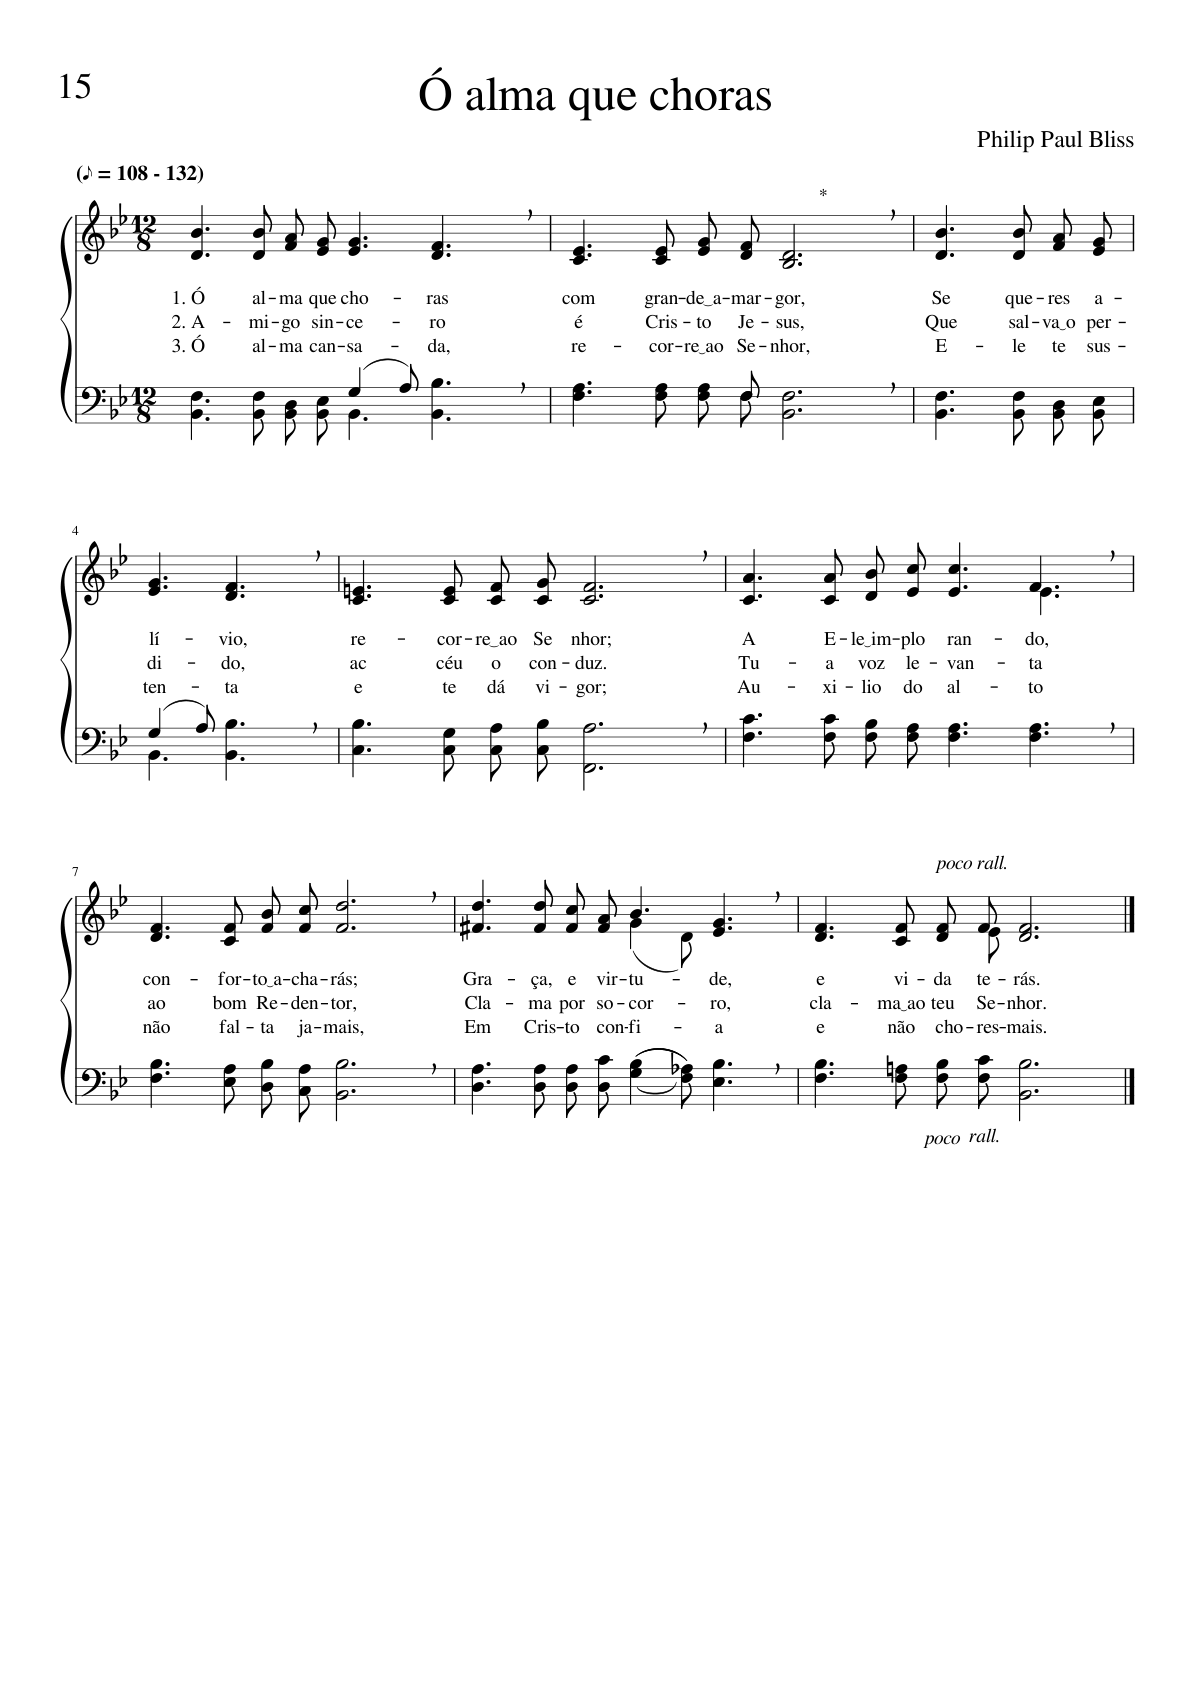 15
Ó alma que choras
Philip Paul Bliss
(♪ = 108 - 132)
*
12 8
1. Ó al – ma que cho – ras com gran – de‿a – mar – gor, Se que – res a –
2. A – mi – go sin – ce – ro é Cris – to Je – sus, Que sal – va‿o per –
3. Ó al – ma can – sa – da, re – cor – re‿ao Se – nhor, E – le te sus –
12 8
4
lí – vio, re – cor – re‿ao Se nhor; A E – le‿im – plo ran – do,
di – do, ac céu o con – duz. Tu – a voz le – van – ta
ten – ta e te dá vi – gor; Au – xi – lio do al – to
7
poco rall.
con – for – to‿a – cha – rás; Gra – ça, e vir – tu – de, e vi – da te – rás.
ao bom Re – den – tor, Cla – ma por so – cor – ro, cla – ma‿ao teu Se – nhor.
não fal – ta ja – mais, Em Cris – to con – fi – a e não cho – res – mais.
poco rall.